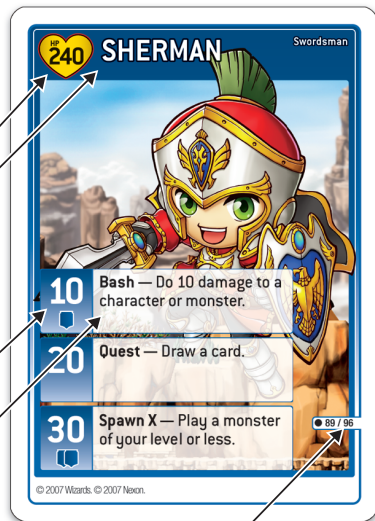 HP
240
SHERMAN
Swordsman
10
Bash — Do 10 damage to a
character or monster.
20
Quest — Draw a card.
30
Spawn X — Play a monster
of your level or less.
89 / 96
© 2007 Wizards. © 2007 Nexon.